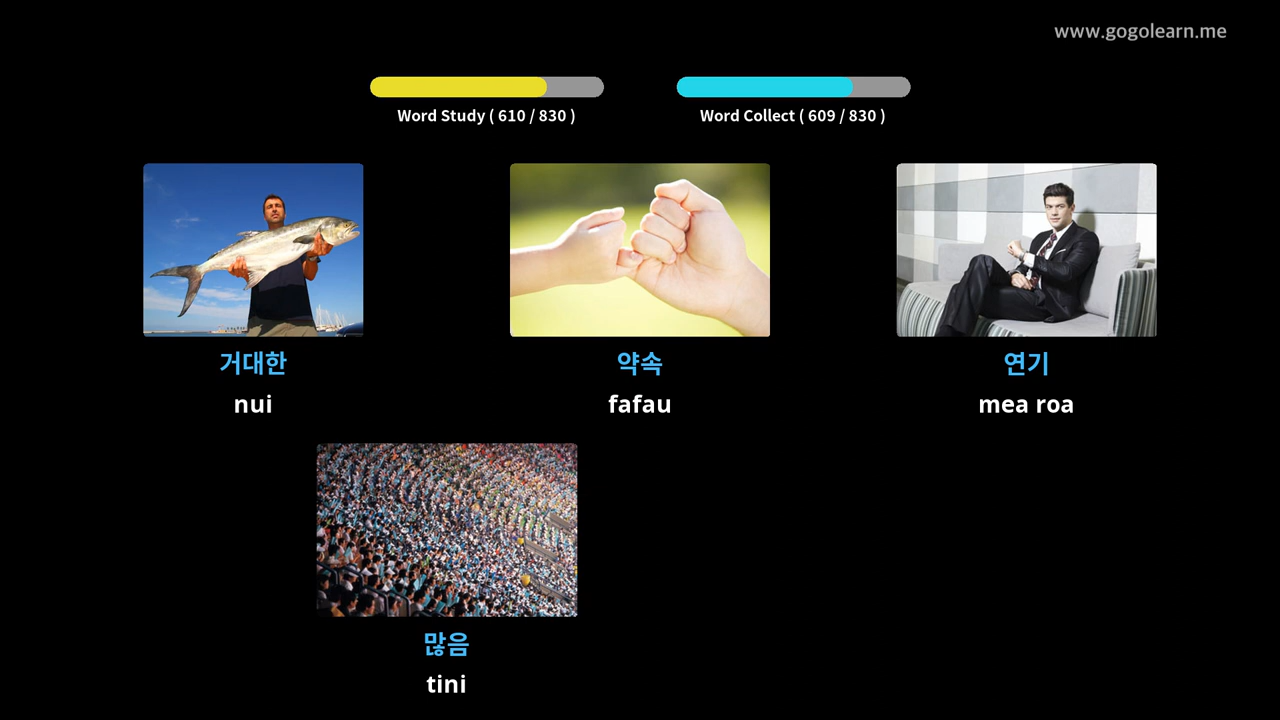 www.gogolearn.me
Word Study ( 610 / 830 )
Word Collect ( 609 / 830 )
거대한
nui
약속
fafau
연기
mea roa
많음
tini